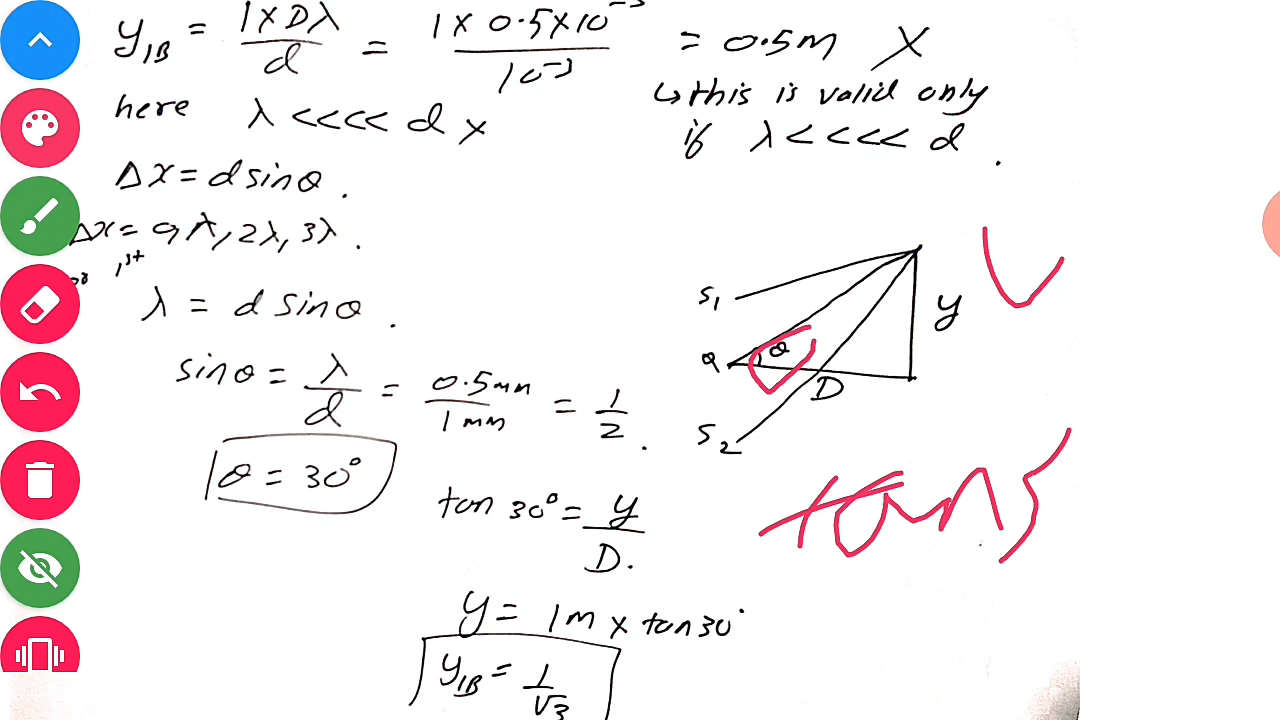 y₁B = 1×Dλ/d = 1 × 0.5×10⁻³/10⁻³ = 0.5m X
↳ this is valid only
if λ <<<< d .
here λ <<<< d x
Δx = d sinθ .
Δx = 0, λ, 2λ, 3λ .
1st
λ = d sinθ .
sinθ = λ/d = 0.5mm/1mm = 1/2 .
θ = 30°
tan 30° = y/D.
y = 1m × tan30°
y₁B = 1/√3
S₁
θ
y
D
S₂
tan